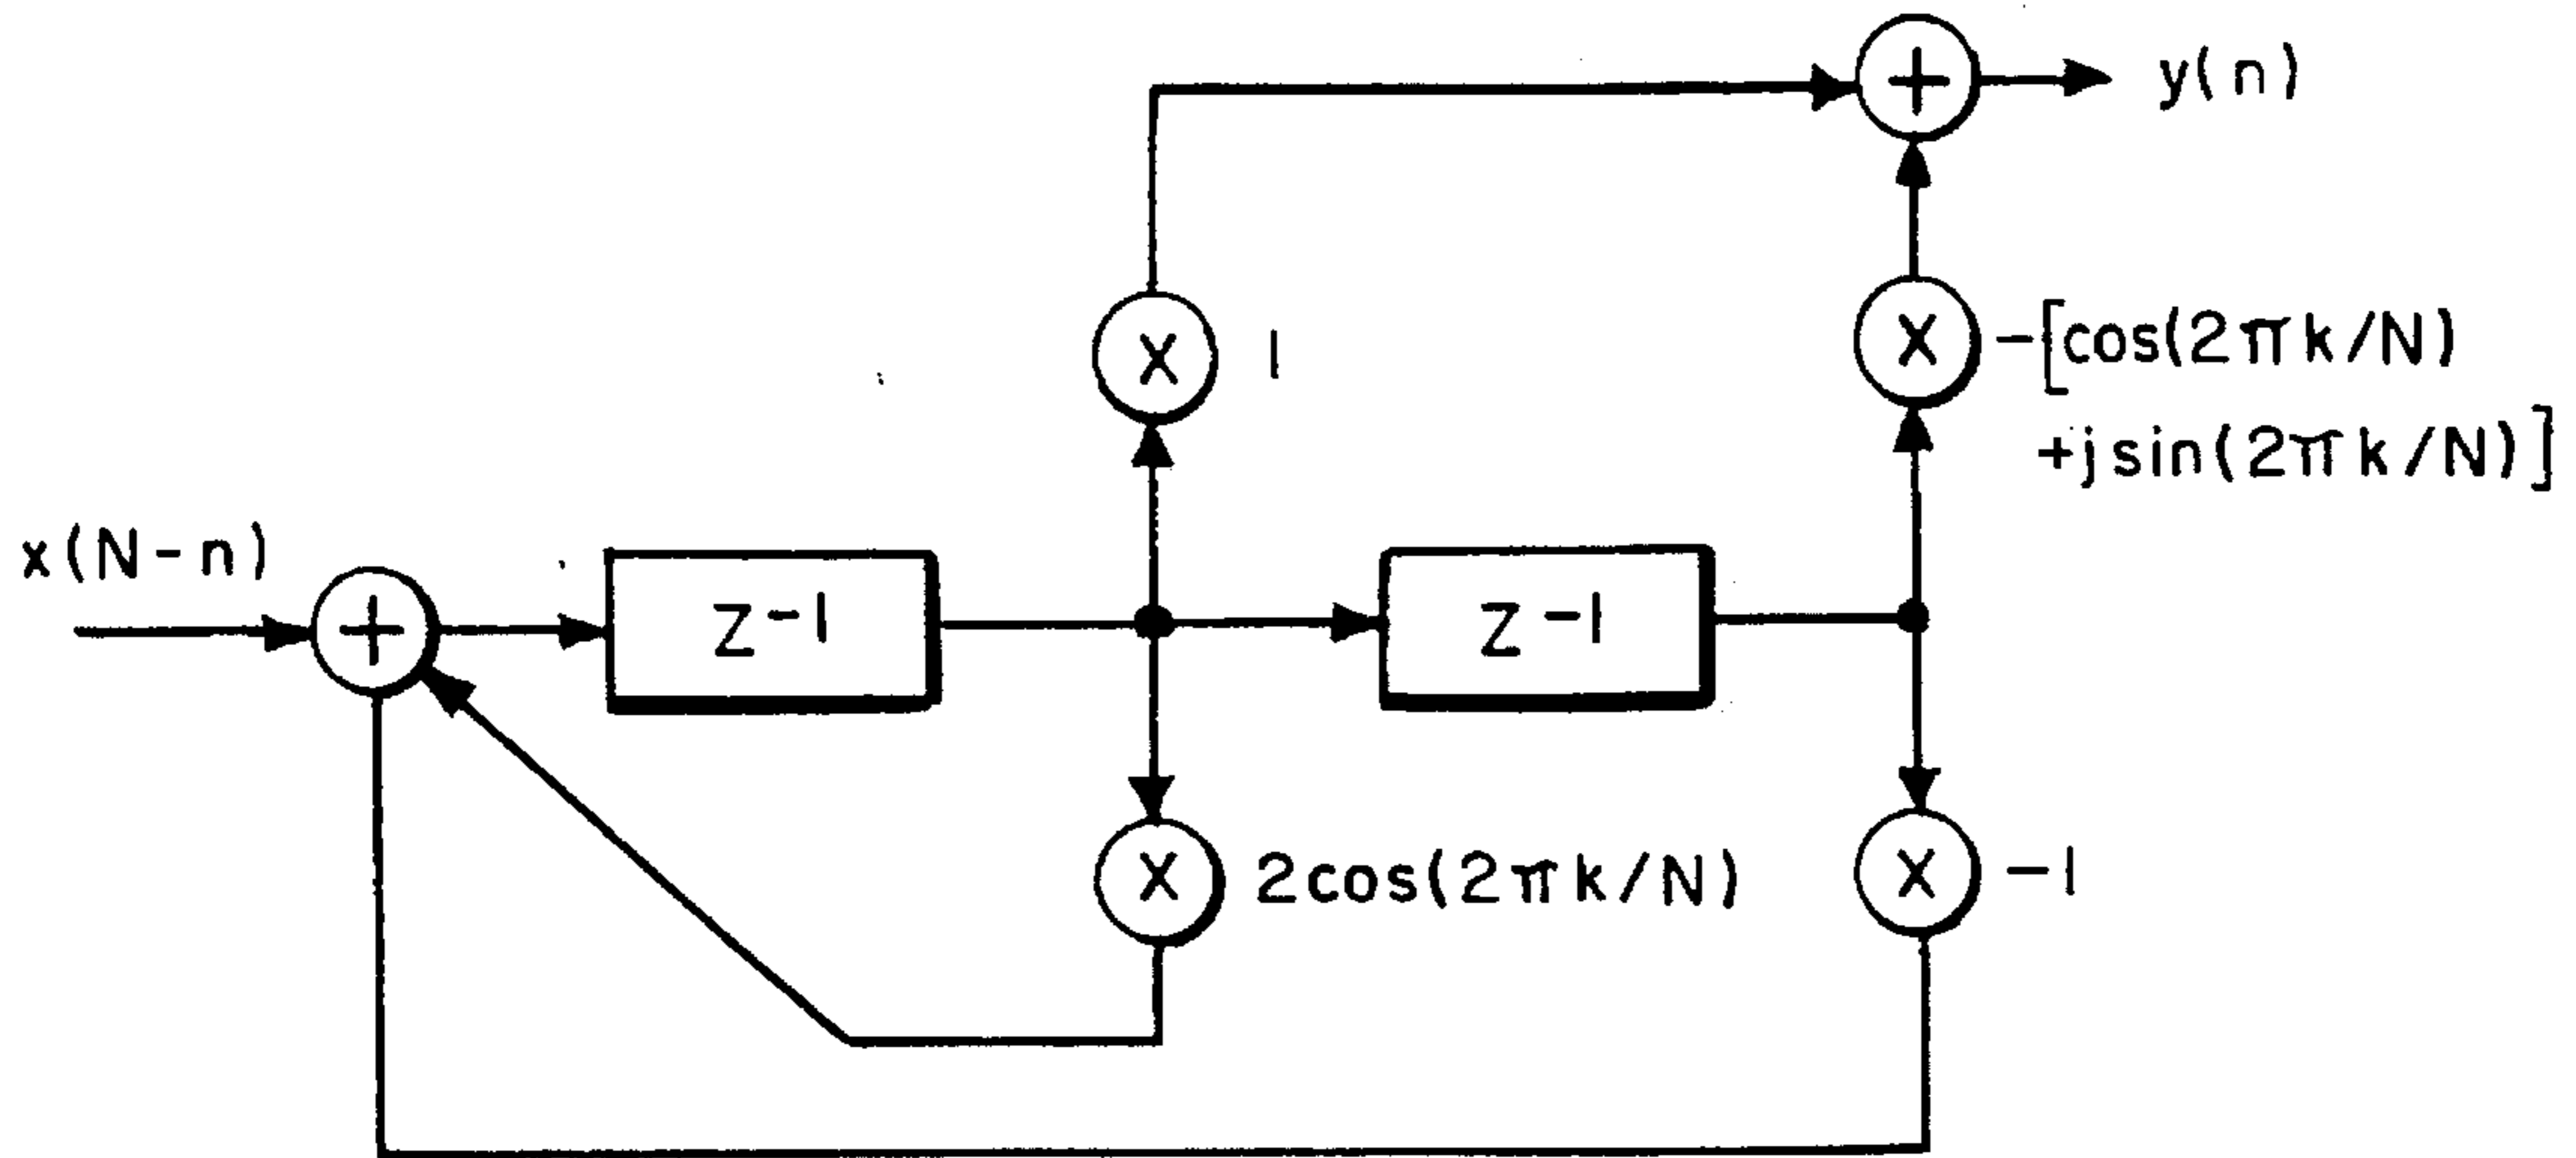 y(n)
+
X 1
X -[cos(2πk/N)
+jsin(2πk/N)]
x(N-n)
+
Z⁻¹
Z⁻¹
X 2cos(2πk/N)
X -1